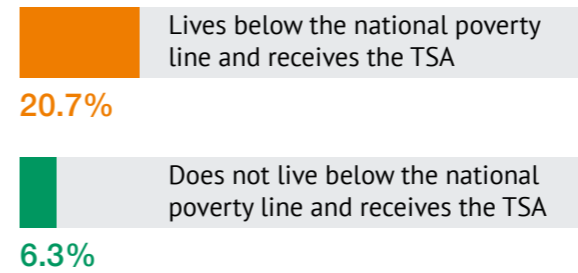 Lives below the national poverty
line and receives the TSA
20.7%
Does not live below the national
poverty line and receives the TSA
6.3%